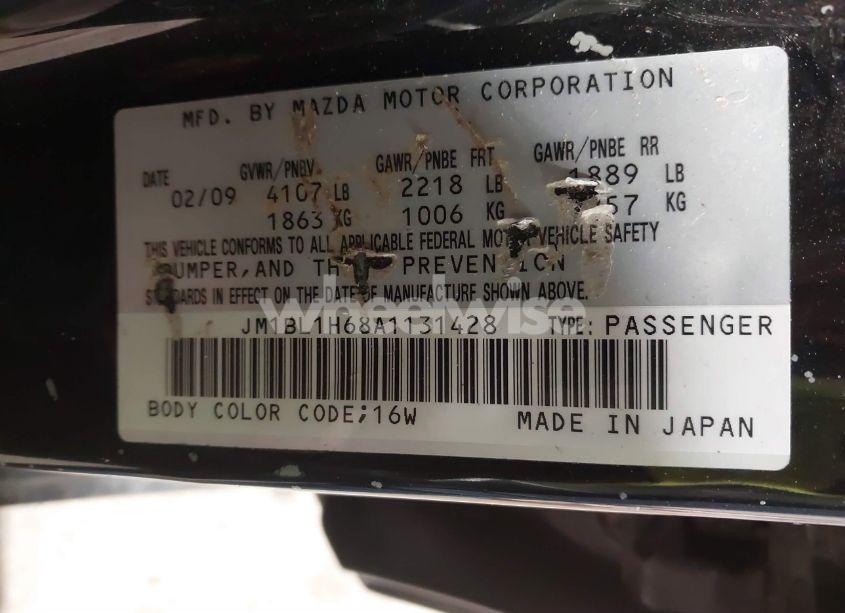 MFD. BY MAZDA MOTOR CORPORATION
DATE GVWR/PNBV GAWR/PNBE FRT GAWR/PNBE RR
02/09 4107 LB 2218 LB 1889 LB
1863 KG 1006 KG 57 KG
THIS VEHICLE CONFORMS TO ALL APPLICABLE FEDERAL MOTOR VEHICLE SAFETY
BUMPER, AND THEFT PREVENTION
STANDARDS IN EFFECT ON THE DATE OF MANUFACTURE SHOWN ABOVE.
wheelwise
JM1BL1H68A1131428 TYPE: PASSENGER
BODY COLOR CODE;16W MADE IN JAPAN